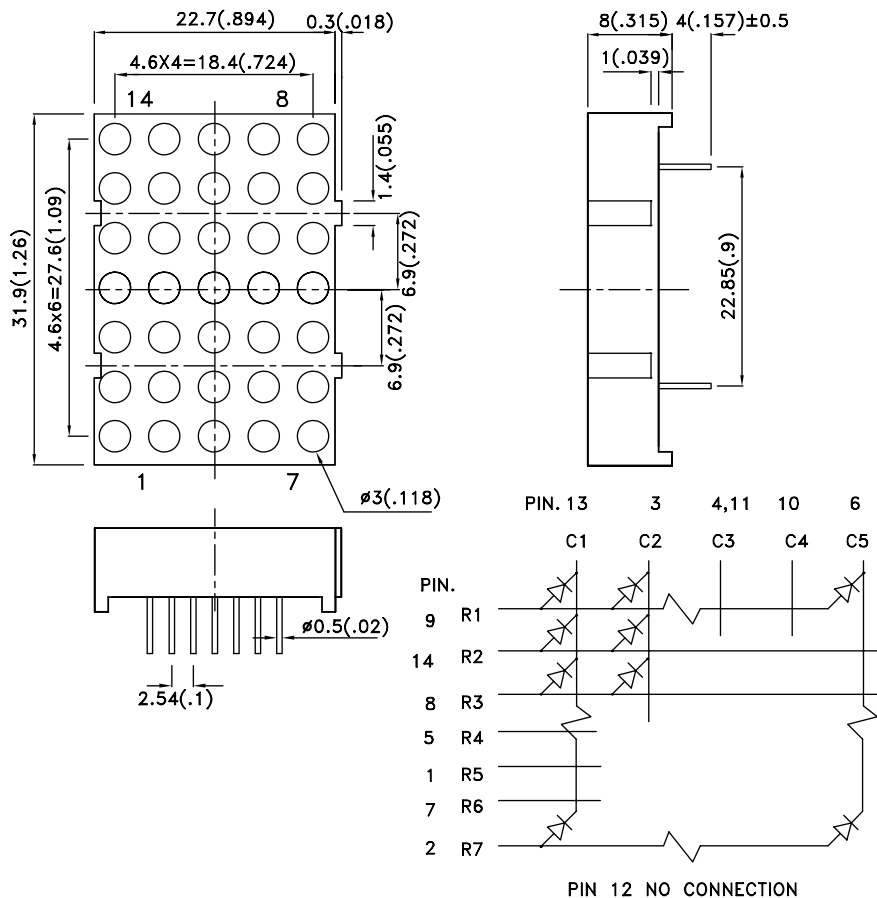 22.7(.894)
0.3(.018)
8(.315)
4(.157)±0.5
4.6X4=18.4(.724)
1(.039)
14
8
1.4(.055)
31.9(1.26)
4.6x6=27.6(1.09)
6.9(.272)
6.9(.272)
22.85(.9)
1
7
ø3(.118)
PIN. 13 3 4,11 10 6
C1 C2 C3 C4 C5
PIN.
9 R1
14 R2
8 R3
5 R4
1 R5
7 R6
2 R7
ø0.5(.02)
2.54(.1)
PIN 12 NO CONNECTION